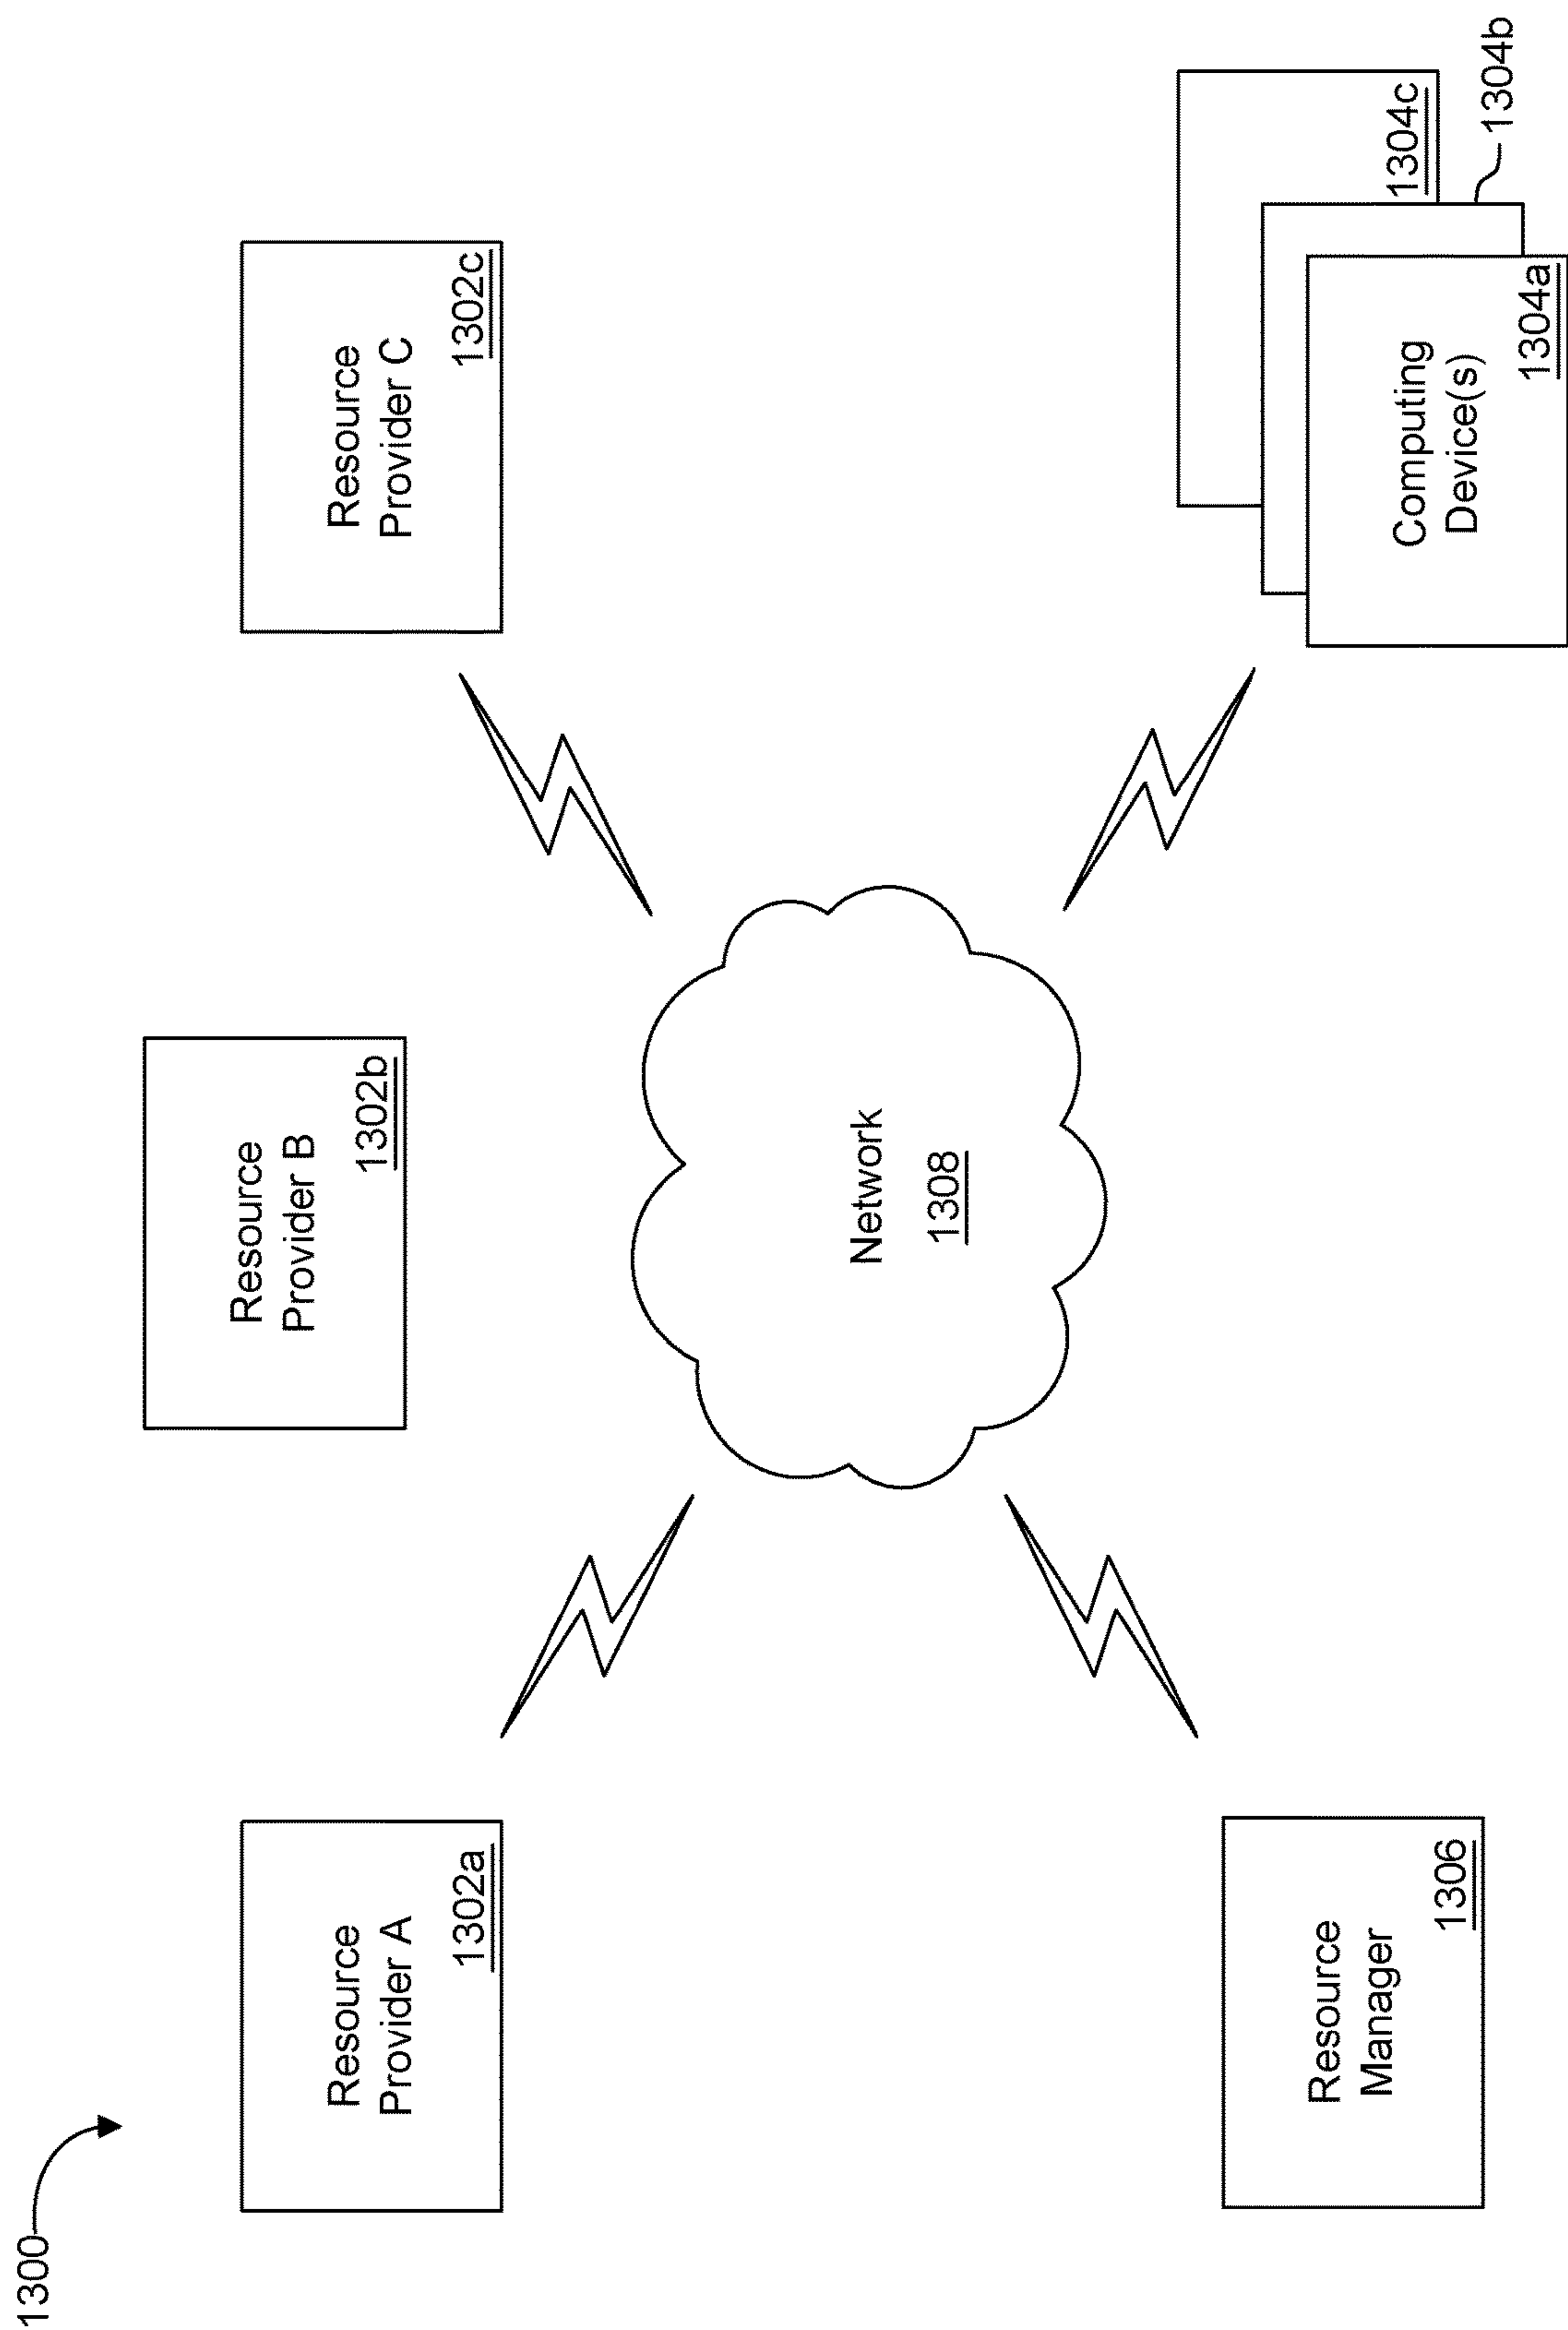 1300
Resource
Provider A
1302a
Resource
Provider B
1302b
Resource
Provider C
1302c
Network
1308
Resource
Manager
1306
Computing
Device(s)
1304a
1304b
1304c